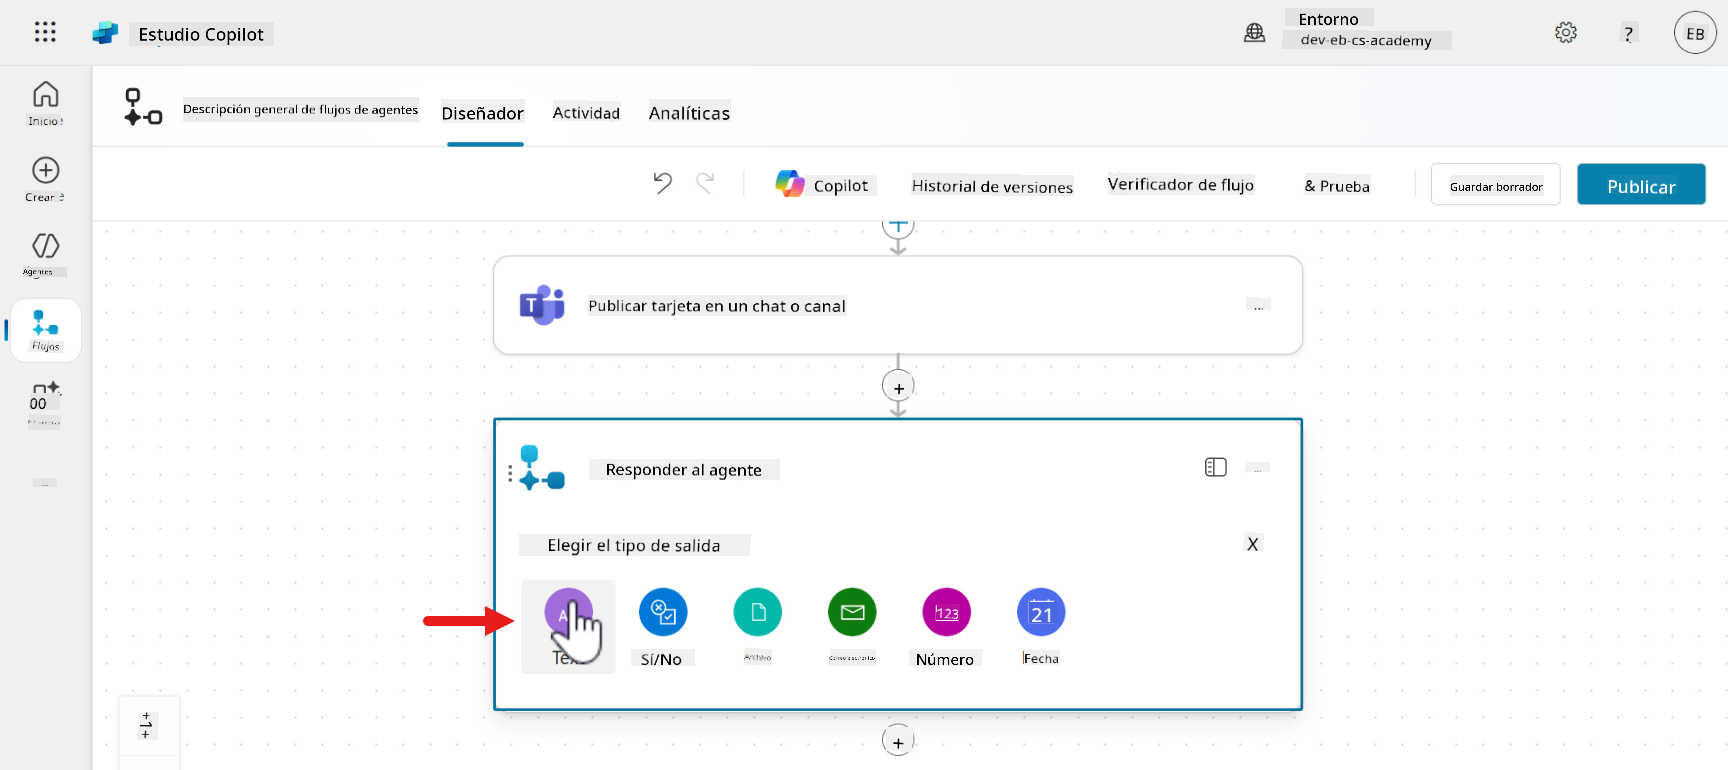 Estudio Copilot
Entorno
dev-eb-cs-academy
?
EB
Inicio
Crear
Agentes
Flujos
00
...
Descripción general de flujos de agentes
Diseñador
Actividad
Analíticas
Copilot
Historial de versiones
Verificador de flujo
& Prueba
Guardar borrador
Publicar
Publicar tarjeta en un chat o canal
...
+
Responder al agente
...
Elegir el tipo de salida
X
Sí/No
Archivo
Correo electrónico
123
Número
21
Fecha
+